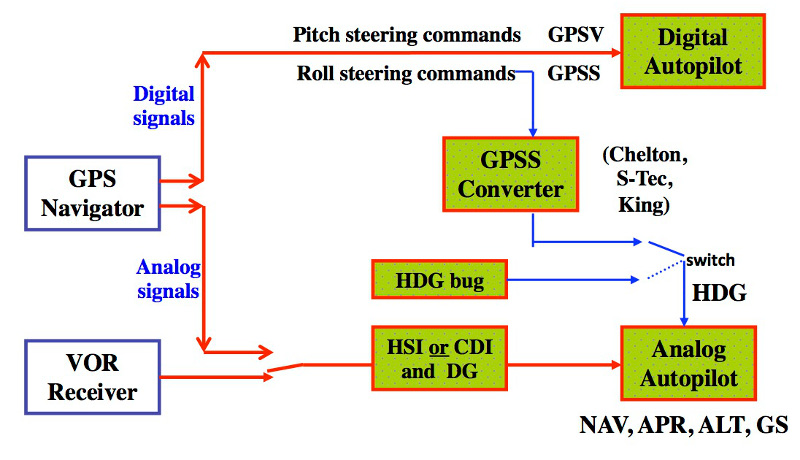 Pitch steering commands GPSV
Digital
Autopilot
Roll steering commands GPSS
Digital
signals
GPSS
Converter
(Chelton,
S-Tec,
King)
GPS
Navigator
Analog
signals
HDG bug
switch
HDG
VOR
Receiver
HSI or CDI
and DG
Analog
Autopilot
NAV, APR, ALT, GS